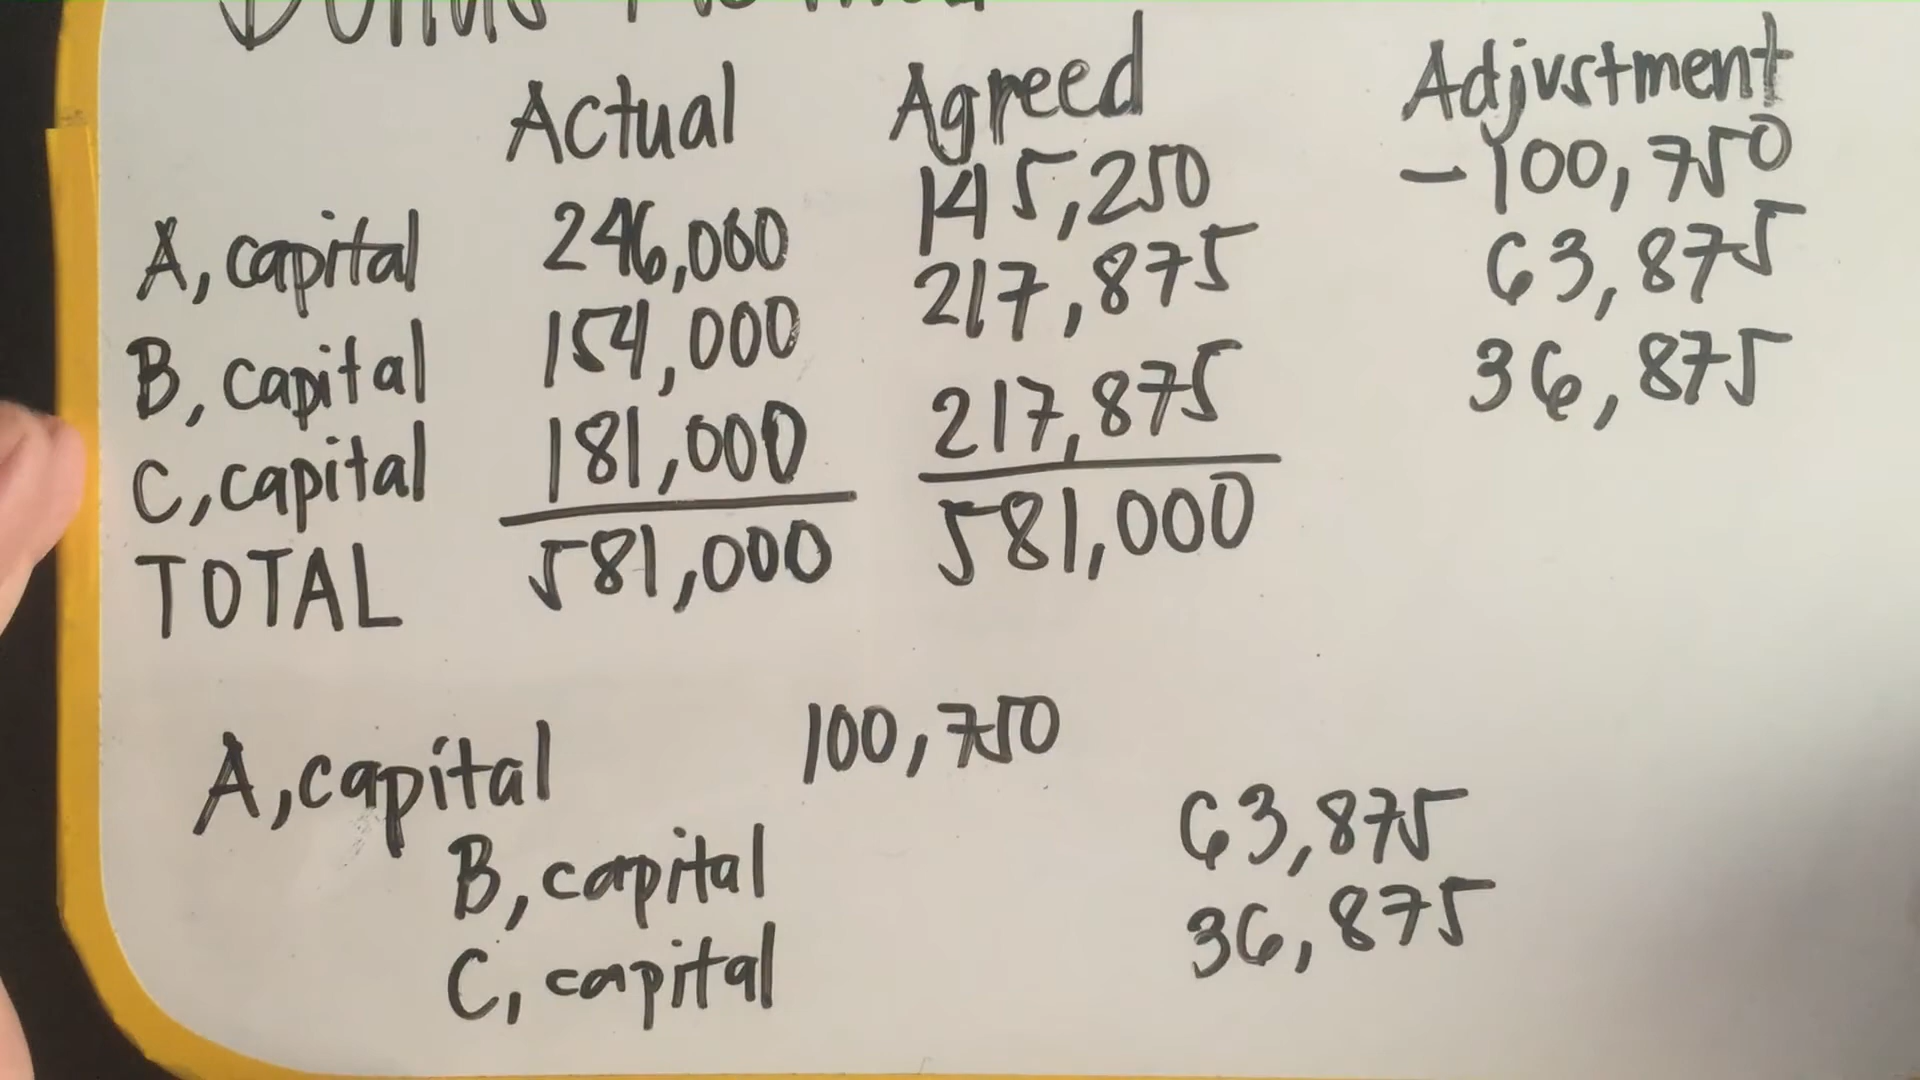 Bonus Method
Actual Agreed Adjustment
A, capital 246,000 145,250 -100,750
B, capital 154,000 217,875 63,875
C, capital 181,000 217,875 36,875
TOTAL 581,000 581,000
A, capital 100,750
B, capital 63,875
C, capital 36,875